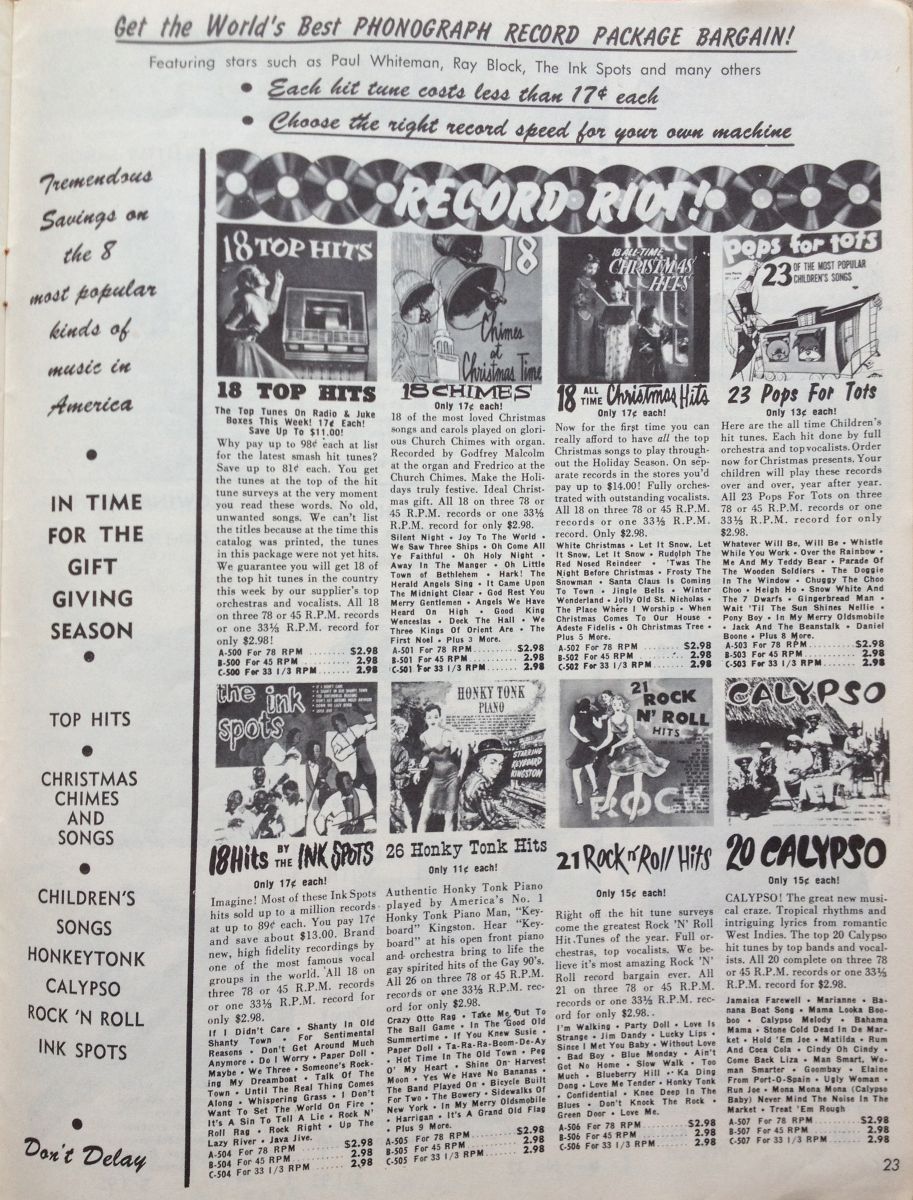 Get the World's Best PHONOGRAPH RECORD PACKAGE BARGAIN!
Featuring stars such as Paul Whiteman, Ray Block, The Ink Spots and many others
• Each hit tune costs less than 17¢ each
• Choose the right record speed for your own machine
Tremendous
Savings on
the 8
most popular
kinds of
music in
America
•
IN TIME
FOR THE
GIFT
GIVING
SEASON
•
TOP HITS
•
CHRISTMAS
CHIMES
AND
SONGS
•
CHILDREN'S
SONGS
HONKEYTONK
CALYPSO
ROCK 'N ROLL
INK SPOTS
•
Don't Delay
RECORD RIOT!
18 TOP HITS
18 TOP HITS
The Top Tunes On Radio & Juke
Boxes This Week! 17¢ Each!
Save Up To $11.00!
Why pay up to 98¢ each at list
for the latest smash hit tunes?
Save up to 81¢ each. You get
the tunes at the top of the hit
tune surveys at the very moment
you read these words. No old,
unwanted songs. We can't list
the titles because at the time this
catalog was printed, the tunes
in this package were not yet hits.
We guarantee you will get 18 of
the top hit tunes in the country
this week by our supplier's top
orchestras and vocalists. All 18
on three 78 or 45 R.P.M. records
or one 33⅓ R.P.M. record for
only $2.98!
A-500 For 78 RPM ........ $2.98
B-500 For 45 RPM ........ 2.98
C-500 For 33 1/3 RPM ..... 2.98
18
Chimes
at
Christmas Time
18 CHIMES
Only 17¢ each!
18 of the most loved Christmas
songs and carols played on glori-
ous Church Chimes with organ.
Recorded by Godfrey Malcolm
at the organ and Fredrico at the
Church Chimes. Make the Holi-
days truly festive. Ideal Christ-
mas gift. All 18 on three 78 or
45 R.P.M. records or one 33⅓
R.P.M. record for only $2.98.
Silent Night • Joy To The World •
We Saw Three Ships • Oh Come All
Ye Faithful • Oh Holy Night •
Away In The Manger • Oh Little
Town of Bethlehem • Hark! The
Herald Angels Sing • It Came Upon
The Midnight Clear • God Rest You
Merry Gentlemen • Angels We Have
Heard On High • Good King
Wenceslas • Deck The Hall • We
Three Kings Of Orient Are • The
First Noel • Plus 3 More.
A-501 For 78 RPM ........ $2.98
B-501 For 45 RPM ........ 2.98
C-501 For 33 1/3 RPM ..... 2.98
18 ALL-TIME
CHRISTMAS
HITS
18 ALL TIME Christmas Hits
Only 17¢ each!
Now for the first time you can
really afford to have all the top
Christmas songs to play through-
out the Holiday Season. On sep-
arate records in the stores you'd
pay up to $14.00! Fully orches-
trated with outstanding vocalists.
All 18 on three 78 or 45 R.P.M.
records or one 33⅓ R.P.M.
record. Only $2.98.
White Christmas • Let It Snow, Let
It Snow, Let It Snow • Rudolph The
Red Nosed Reindeer • 'Twas The
Night Before Christmas • Frosty The
Snowman • Santa Claus Is Coming
To Town • Jingle Bells • Winter
Wonderland • Jolly Old St. Nicholas •
The Place Where I Worship • When
Christmas Comes To Our House •
Adeste Fidelis • Oh Christmas Tree •
Plus 5 More.
A-502 For 78 RPM ........ $2.98
B-502 For 45 RPM ........ 2.98
C-502 For 33 1/3 RPM ..... 2.98
Pops for tots
23 OF THE MOST POPULAR
CHILDREN'S SONGS
23 Pops For Tots
Only 13¢ each!
Here are the all time Children's
hit tunes. Each hit done by full
orchestra and top vocalists. Order
now for Christmas presents. Your
children will play these records
over and over, year after year.
All 23 Pops For Tots on three
78 or 45 R.P.M. records or one
33⅓ R.P.M. record for only
$2.98.
Whatever Will Be, Will Be • Whistle
While You Work • Over the Rainbow •
Me And My Teddy Bear • Parade Of
The Wooden Soldiers • The Doggie
In The Window • Chuggy The Choo
Choo • Heigh Ho • Snow White And
The 7 Dwarfs • Gingerbread Man •
Wait 'Til The Sun Shines Nellie •
Pony Boy • In My Merry Oldsmobile
• Jack And The Beanstalk • Daniel
Boone • Plus 8 More.
A-503 For 78 RPM ........ $2.98
B-503 For 45 RPM ........ 2.98
C-503 For 33 1/3 RPM ..... 2.98
the ink
spots
18 Hits BY THE INK SPOTS
Only 17¢ each!
Imagine! Most of these Ink Spots
hits sold up to a million records
at up to 89¢ each. You pay 17¢
and save about $13.00. Brand
new, high fidelity recordings by
one of the most famous vocal
groups in the world. All 18 on
three 78 or 45 R.P.M. records
or one 33⅓ R.P.M. record for
only $2.98.
If I Didn't Care • Shanty In Old
Shanty Town • For Sentimental
Reasons • Don't Get Around Much
Anymore • Do I Worry • Paper Doll •
Maybe • We Three • Someone's Rock-
ing My Dreamboat • Talk Of The
Town • Until The Real Thing Comes
Along • Whispering Grass • I Don't
Want To Set The World On Fire •
It's A Sin To Tell A Lie • Rock N'
Roll Rag • Rock Right • Up The
Lazy River • Java Jive.
A-504 For 78 RPM ........ $2.98
B-504 For 45 RPM ........ 2.98
C-504 For 33 1/3 RPM ..... 2.98
HONKY TONK
PIANO
STARRING
KEYBOARD
KINGSTON
26 Honky Tonk Hits
Only 11¢ each!
Authentic Honky Tonk Piano
played by America's No. 1
Honky Tonk Piano Man, "Key-
board" Kingston. Hear "Key-
board" at his open front piano
and orchestra bring to life the
gay spirited hits of the Gay 90's.
All 26 on three 78 or 45 R.P.M.
records or one 33⅓ R.P.M. rec-
ord for only $2.98.
Crazy Otto Rag • Take Me Out To
The Ball Game • In The Good Old
Summertime • If You Knew Susie •
Paper Doll • Ta-Ra-Ra-Boom-De-Ay
• Hot Time In The Old Town • Peg
O' My Heart • Shine On Harvest
Moon • Yes We Have No Bananas •
The Band Played On • Bicycle Built
For Two • The Bowery • Sidewalks Of
New York • In My Merry Oldsmobile
• Harrigan • It's A Grand Old Flag
• Plus 9 More.
A-505 For 78 RPM ........ $2.98
B-505 For 45 RPM ........ 2.98
C-505 For 33 1/3 RPM ..... 2.98
21
ROCK
N' ROLL
HITS
ROCK
21 Rock n' Roll Hits
Only 15¢ each!
Right off the hit tune surveys
come the greatest Rock 'N' Roll
Hit Tunes of the year. Full or-
chestras, top vocalists. We be-
lieve it's most amazing Rock 'N'
Roll record bargain ever. All
21 on three 78 or 45 R.P.M.
records or one 33⅓ R.P.M. rec-
ord for only $2.98.
I'm Walking • Party Doll • Love Is
Strange • Jim Dandy • Lucky Lips •
Since I Met You Baby • Without Love
• Bad Boy • Blue Monday • Ain't
Got No Home • Slow Walk • Too
Much • Blueberry Hill • Ka Ding
Dong • Love Me Tender • Honky Tonk
• Confidential • Knee Deep In The
Blues • Don't Knock The Rock •
Green Door • Love Me.
A-506 For 78 RPM ........ $2.98
B-506 For 45 RPM ........ 2.98
C-506 For 33 1/3 RPM ..... 2.98
CALYPSO
20 CALYPSO
Only 15¢ each!
CALYPSO! The great new musi-
cal craze. Tropical rhythms and
intriguing lyrics from romantic
West Indies. The top 20 Calypso
hit tunes by top bands and vocal-
ists. All 20 complete on three 78
or 45 R.P.M. records or one 33⅓
R.P.M. record for $2.98.
Jamaica Farewell • Marianne • Ba-
nana Boat Song • Mama Looka Boo-
boo • Calypso Melody • Bahama
Mama • Stone Cold Dead In De Mar-
ket • Hold 'Em Joe • Matilda • Rum
And Coca Cola • Cindy Oh Cindy •
Come Back Liza • Man Smart, Wo-
man Smarter • Goombay • Elaine
From Port-O-Spain • Ugly Woman •
Run Joe • Mona Mona Mona (Calypso
Baby) Never Mind The Noise In The
Market • Treat 'Em Rough
A-507 For 78 RPM ........ $2.98
B-507 For 45 RPM ........ 2.98
C-507 For 33 1/3 RPM ..... 2.98
23